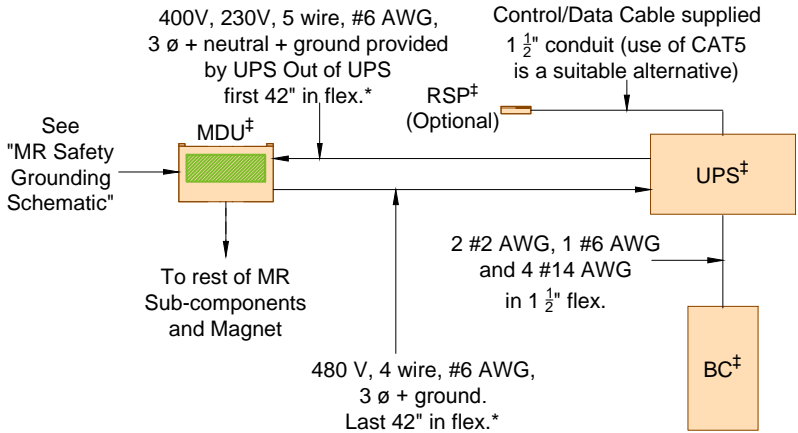 400V, 230V, 5 wire, #6 AWG,
3 ø + neutral + ground provided
by UPS Out of UPS
first 42" in flex.*
Control/Data Cable supplied
1 1/2" conduit (use of CAT5
is a suitable alternative)
RSP‡
(Optional)
See
"MR Safety
Grounding
Schematic"
MDU‡
UPS‡
2 #2 AWG, 1 #6 AWG
and 4 #14 AWG
in 1 1/2" flex.
To rest of MR
Sub-components
and Magnet
BC‡
480 V, 4 wire, #6 AWG,
3 ø + ground.
Last 42" in flex.*